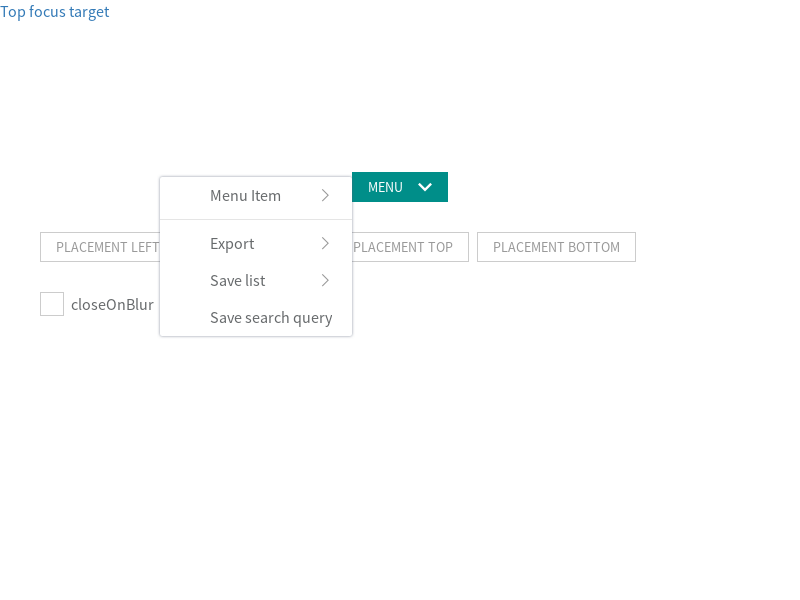 Top focus target
MENU
Menu Item
PLACEMENT LEFT
Export
PLACEMENT TOP
PLACEMENT BOTTOM
Save list
closeOnBlur
Save search query